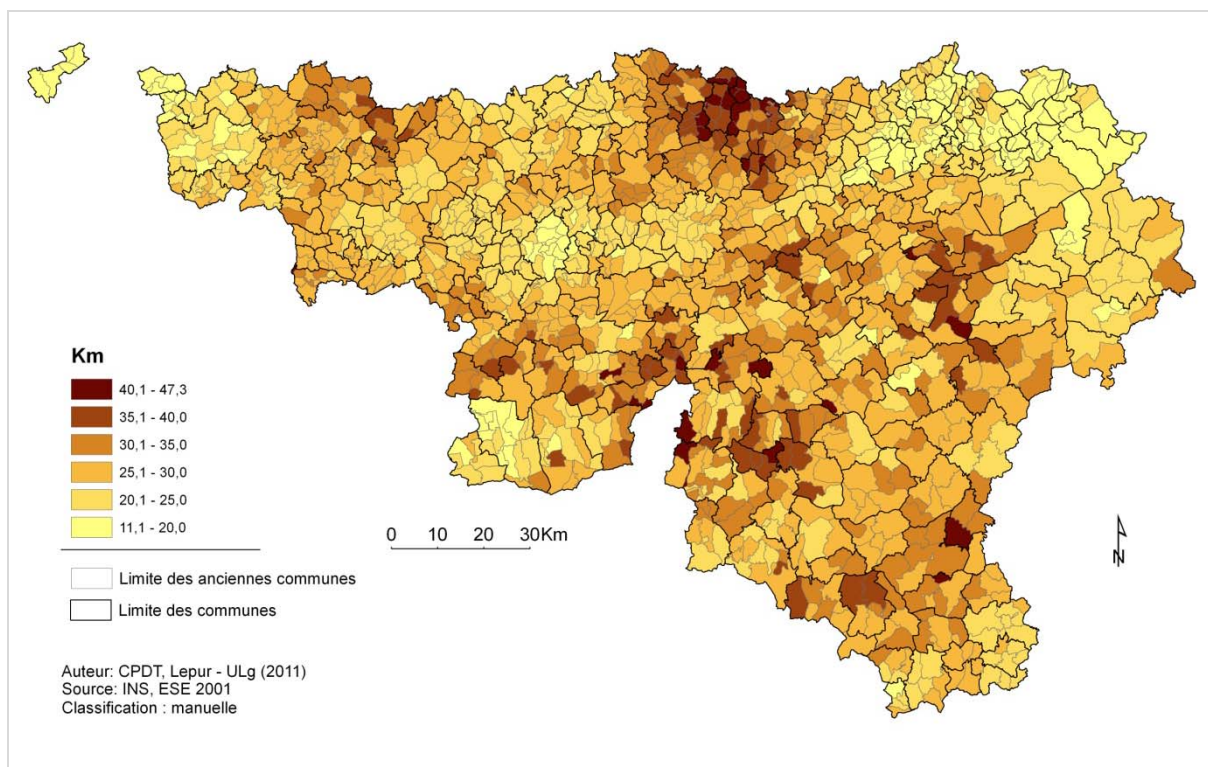 Km
40,1 - 47,3
35,1 - 40,0
30,1 - 35,0
25,1 - 30,0
20,1 - 25,0
11,1 - 20,0
0 10 20 30Km
Limite des anciennes communes
Limite des communes
N
Auteur: CPDT, Lepur - ULg (2011)
Source: INS, ESE 2001
Classification : manuelle